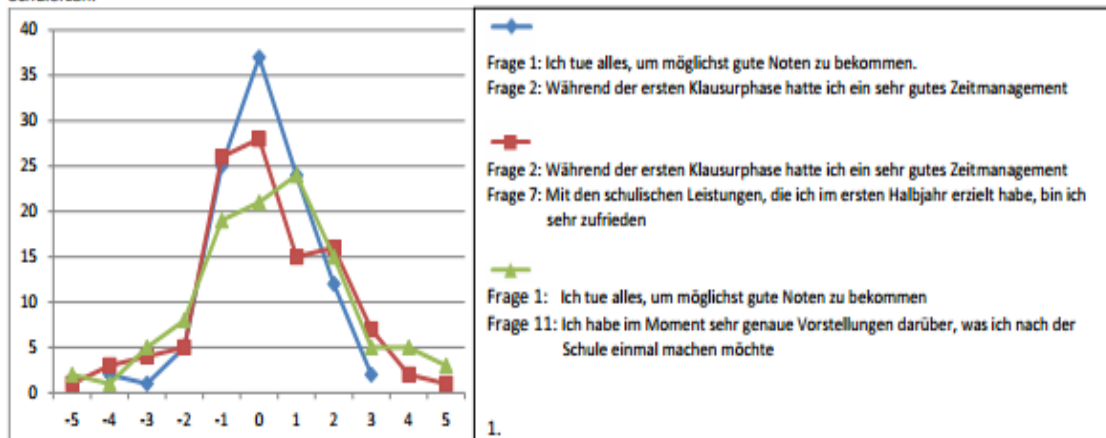 40
35
30
25
20
15
10
5
0
-5 -4 -3 -2 -1 0 1 2 3 4 5
Frage 1: Ich tue alles, um möglichst gute Noten zu bekommen.
Frage 2: Während der ersten Klausurphase hatte ich ein sehr gutes Zeitmanagement
Frage 2: Während der ersten Klausurphase hatte ich ein sehr gutes Zeitmanagement
Frage 7: Mit den schulischen Leistungen, die ich im ersten Halbjahr erzielt habe, bin ich
sehr zufrieden
Frage 1: Ich tue alles, um möglichst gute Noten zu bekommen
Frage 11: Ich habe im Moment sehr genaue Vorstellungen darüber, was ich nach der
Schule einmal machen möchte
1.